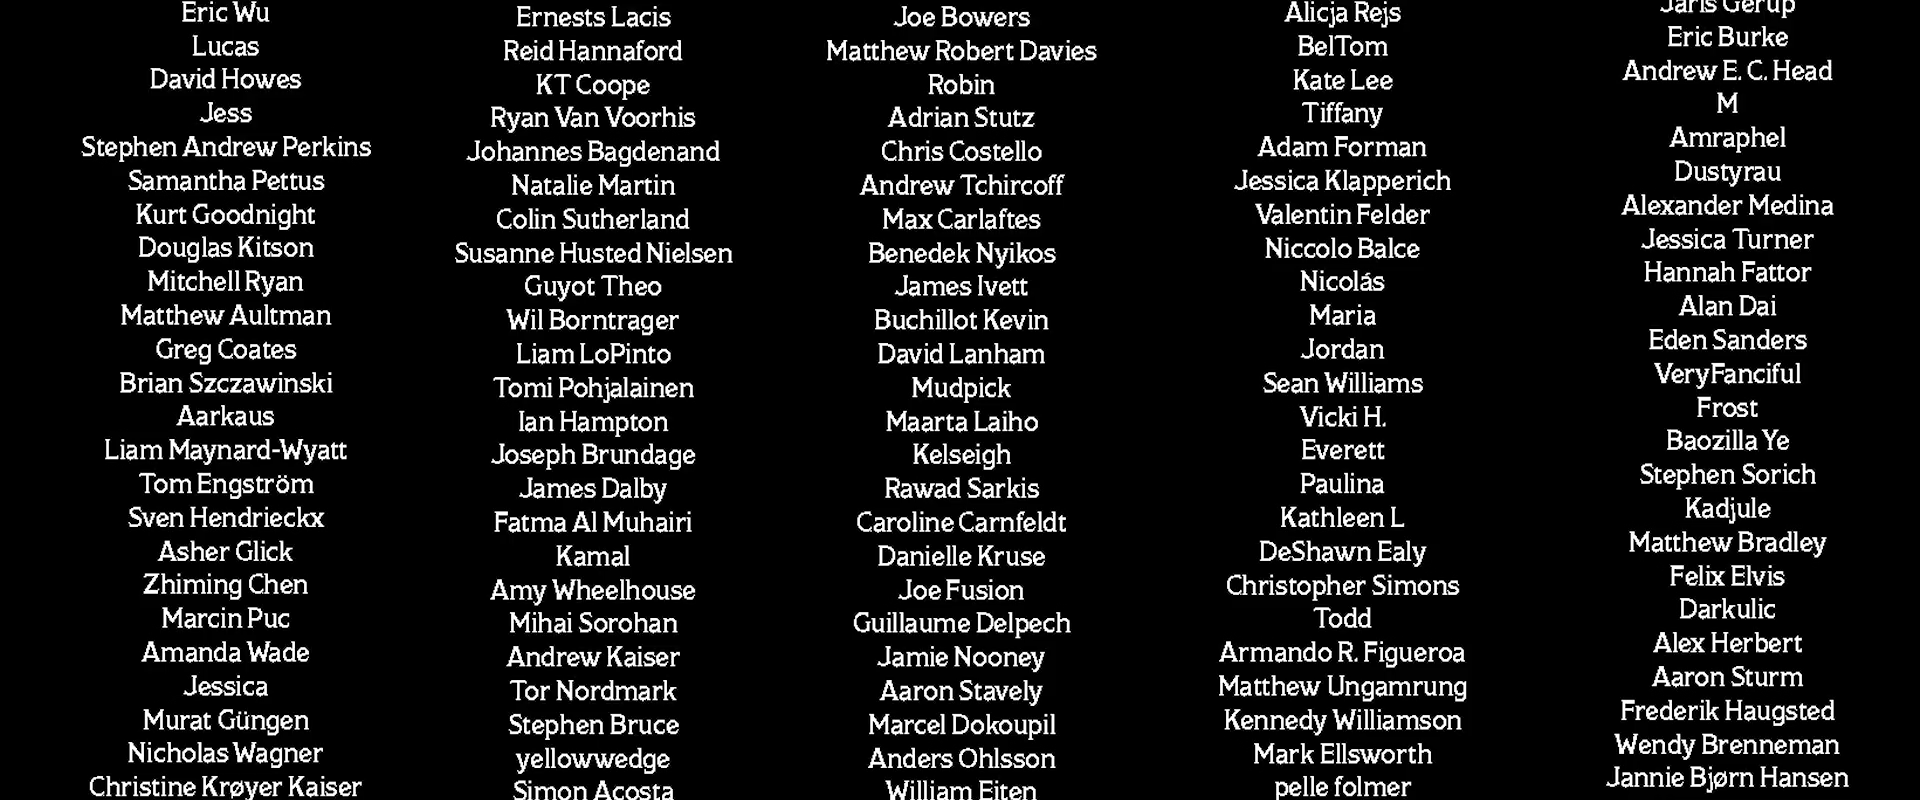 Eric Wu
Lucas
David Howes
Jess
Stephen Andrew Perkins
Samantha Pettus
Kurt Goodnight
Douglas Kitson
Mitchell Ryan
Matthew Aultman
Greg Coates
Brian Szczawinski
Aarkaus
Liam Maynard-Wyatt
Tom Engström
Sven Hendrieckx
Asher Glick
Zhiming Chen
Marcin Puc
Amanda Wade
Jessica
Murat Güngen
Nicholas Wagner
Christine Krøyer Kaiser
Ernests Lacis
Reid Hannaford
KT Coope
Ryan Van Voorhis
Johannes Bagdenand
Natalie Martin
Colin Sutherland
Susanne Husted Nielsen
Guyot Theo
Wil Borntrager
Liam LoPinto
Tomi Pohjalainen
Ian Hampton
Joseph Brundage
James Dalby
Fatma Al Muhairi
Kamal
Amy Wheelhouse
Mihai Sorohan
Andrew Kaiser
Tor Nordmark
Stephen Bruce
yellowwedge
Simon Acosta
Joe Bowers
Matthew Robert Davies
Robin
Adrian Stutz
Chris Costello
Andrew Tchircoff
Max Carlaftes
Benedek Nyikos
James Ivett
Buchillot Kevin
David Lanham
Mudpick
Maarta Laiho
Kelseigh
Rawad Sarkis
Caroline Carnfeldt
Danielle Kruse
Joe Fusion
Guillaume Delpech
Jamie Nooney
Aaron Stavely
Marcel Dokoupil
Anders Ohlsson
William Eiten
Alicja Rejs
BelTom
Kate Lee
Tiffany
Adam Forman
Jessica Klapperich
Valentin Felder
Niccolo Balce
Nicolás
Maria
Jordan
Sean Williams
Vicki H.
Everett
Paulina
Kathleen L
DeShawn Ealy
Christopher Simons
Todd
Armando R. Figueroa
Matthew Ungamrung
Kennedy Williamson
Mark Ellsworth
pelle folmer
Jaris Gerup
Eric Burke
Andrew E. C. Head
M
Amraphel
Dustyrau
Alexander Medina
Jessica Turner
Hannah Fattor
Alan Dai
Eden Sanders
VeryFanciful
Frost
Baozilla Ye
Stephen Sorich
Kadjule
Matthew Bradley
Felix Elvis
Darkulic
Alex Herbert
Aaron Sturm
Frederik Haugsted
Wendy Brenneman
Jannie Bjørn Hansen